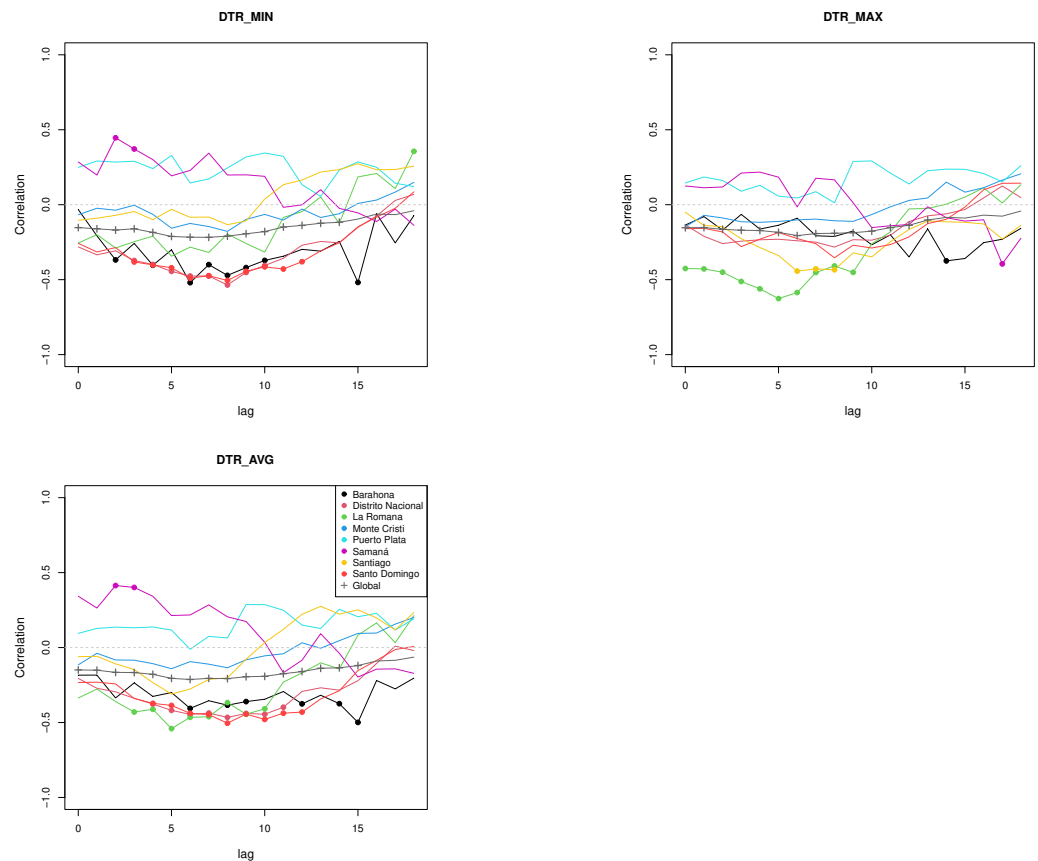 DTR_MIN
Correlation
1.0
0.5
0.0
−0.5
−1.0
0 5 10 15
lag
DTR_MAX
Correlation
1.0
0.5
0.0
−0.5
−1.0
0 5 10 15
lag
DTR_AVG
Correlation
1.0
0.5
0.0
−0.5
−1.0
0 5 10 15
lag
Barahona
Distrito Nacional
La Romana
Monte Cristi
Puerto Plata
Samaná
Santiago
Santo Domingo
Global